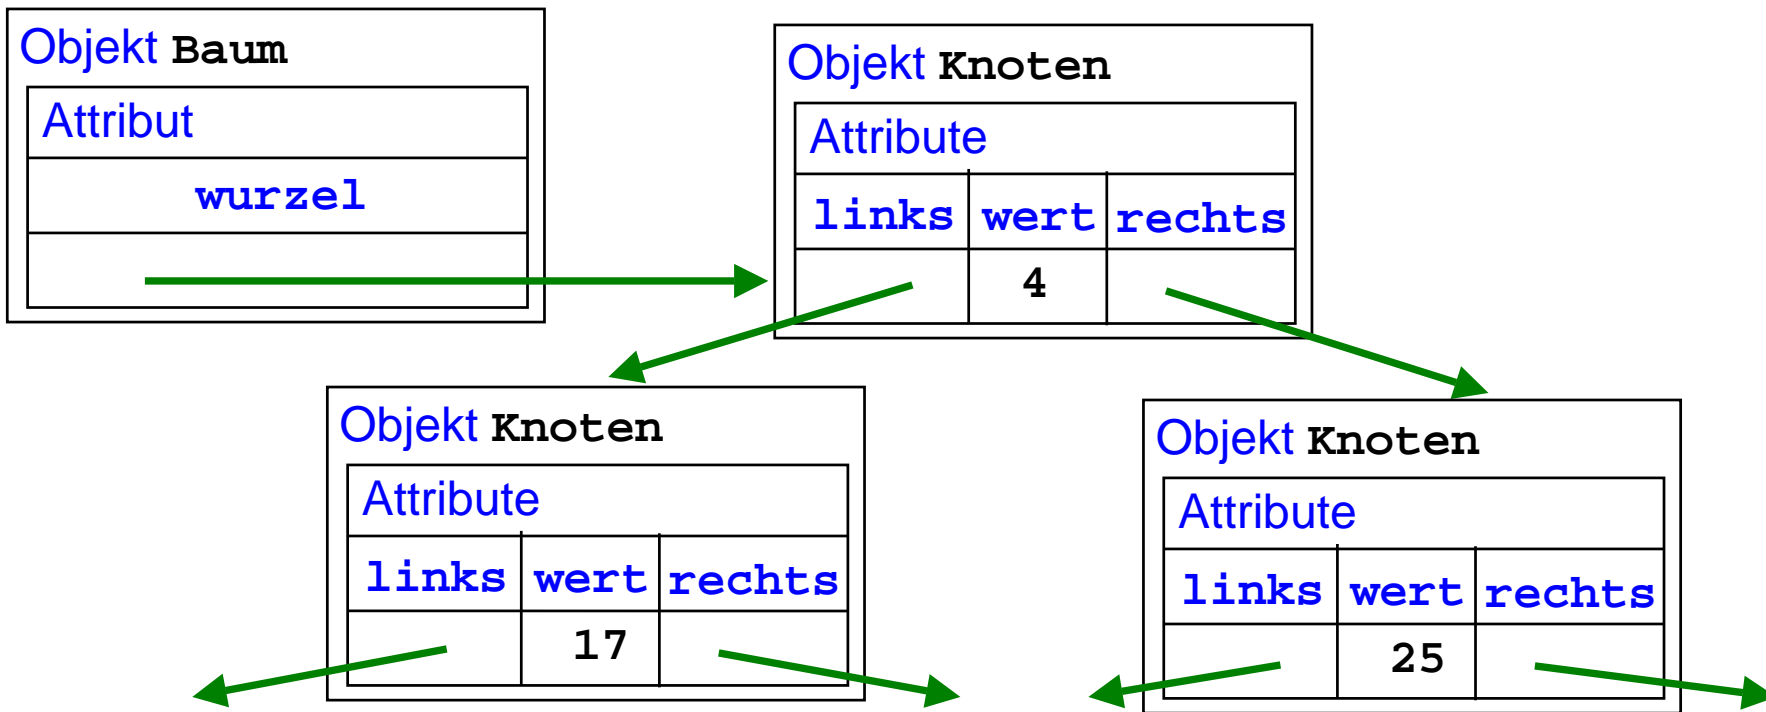 Objekt Baum
Attribut
wurzel
Objekt Knoten
Attribute
links wert rechts
4
Objekt Knoten
Attribute
links wert rechts
17
Objekt Knoten
Attribute
links wert rechts
25